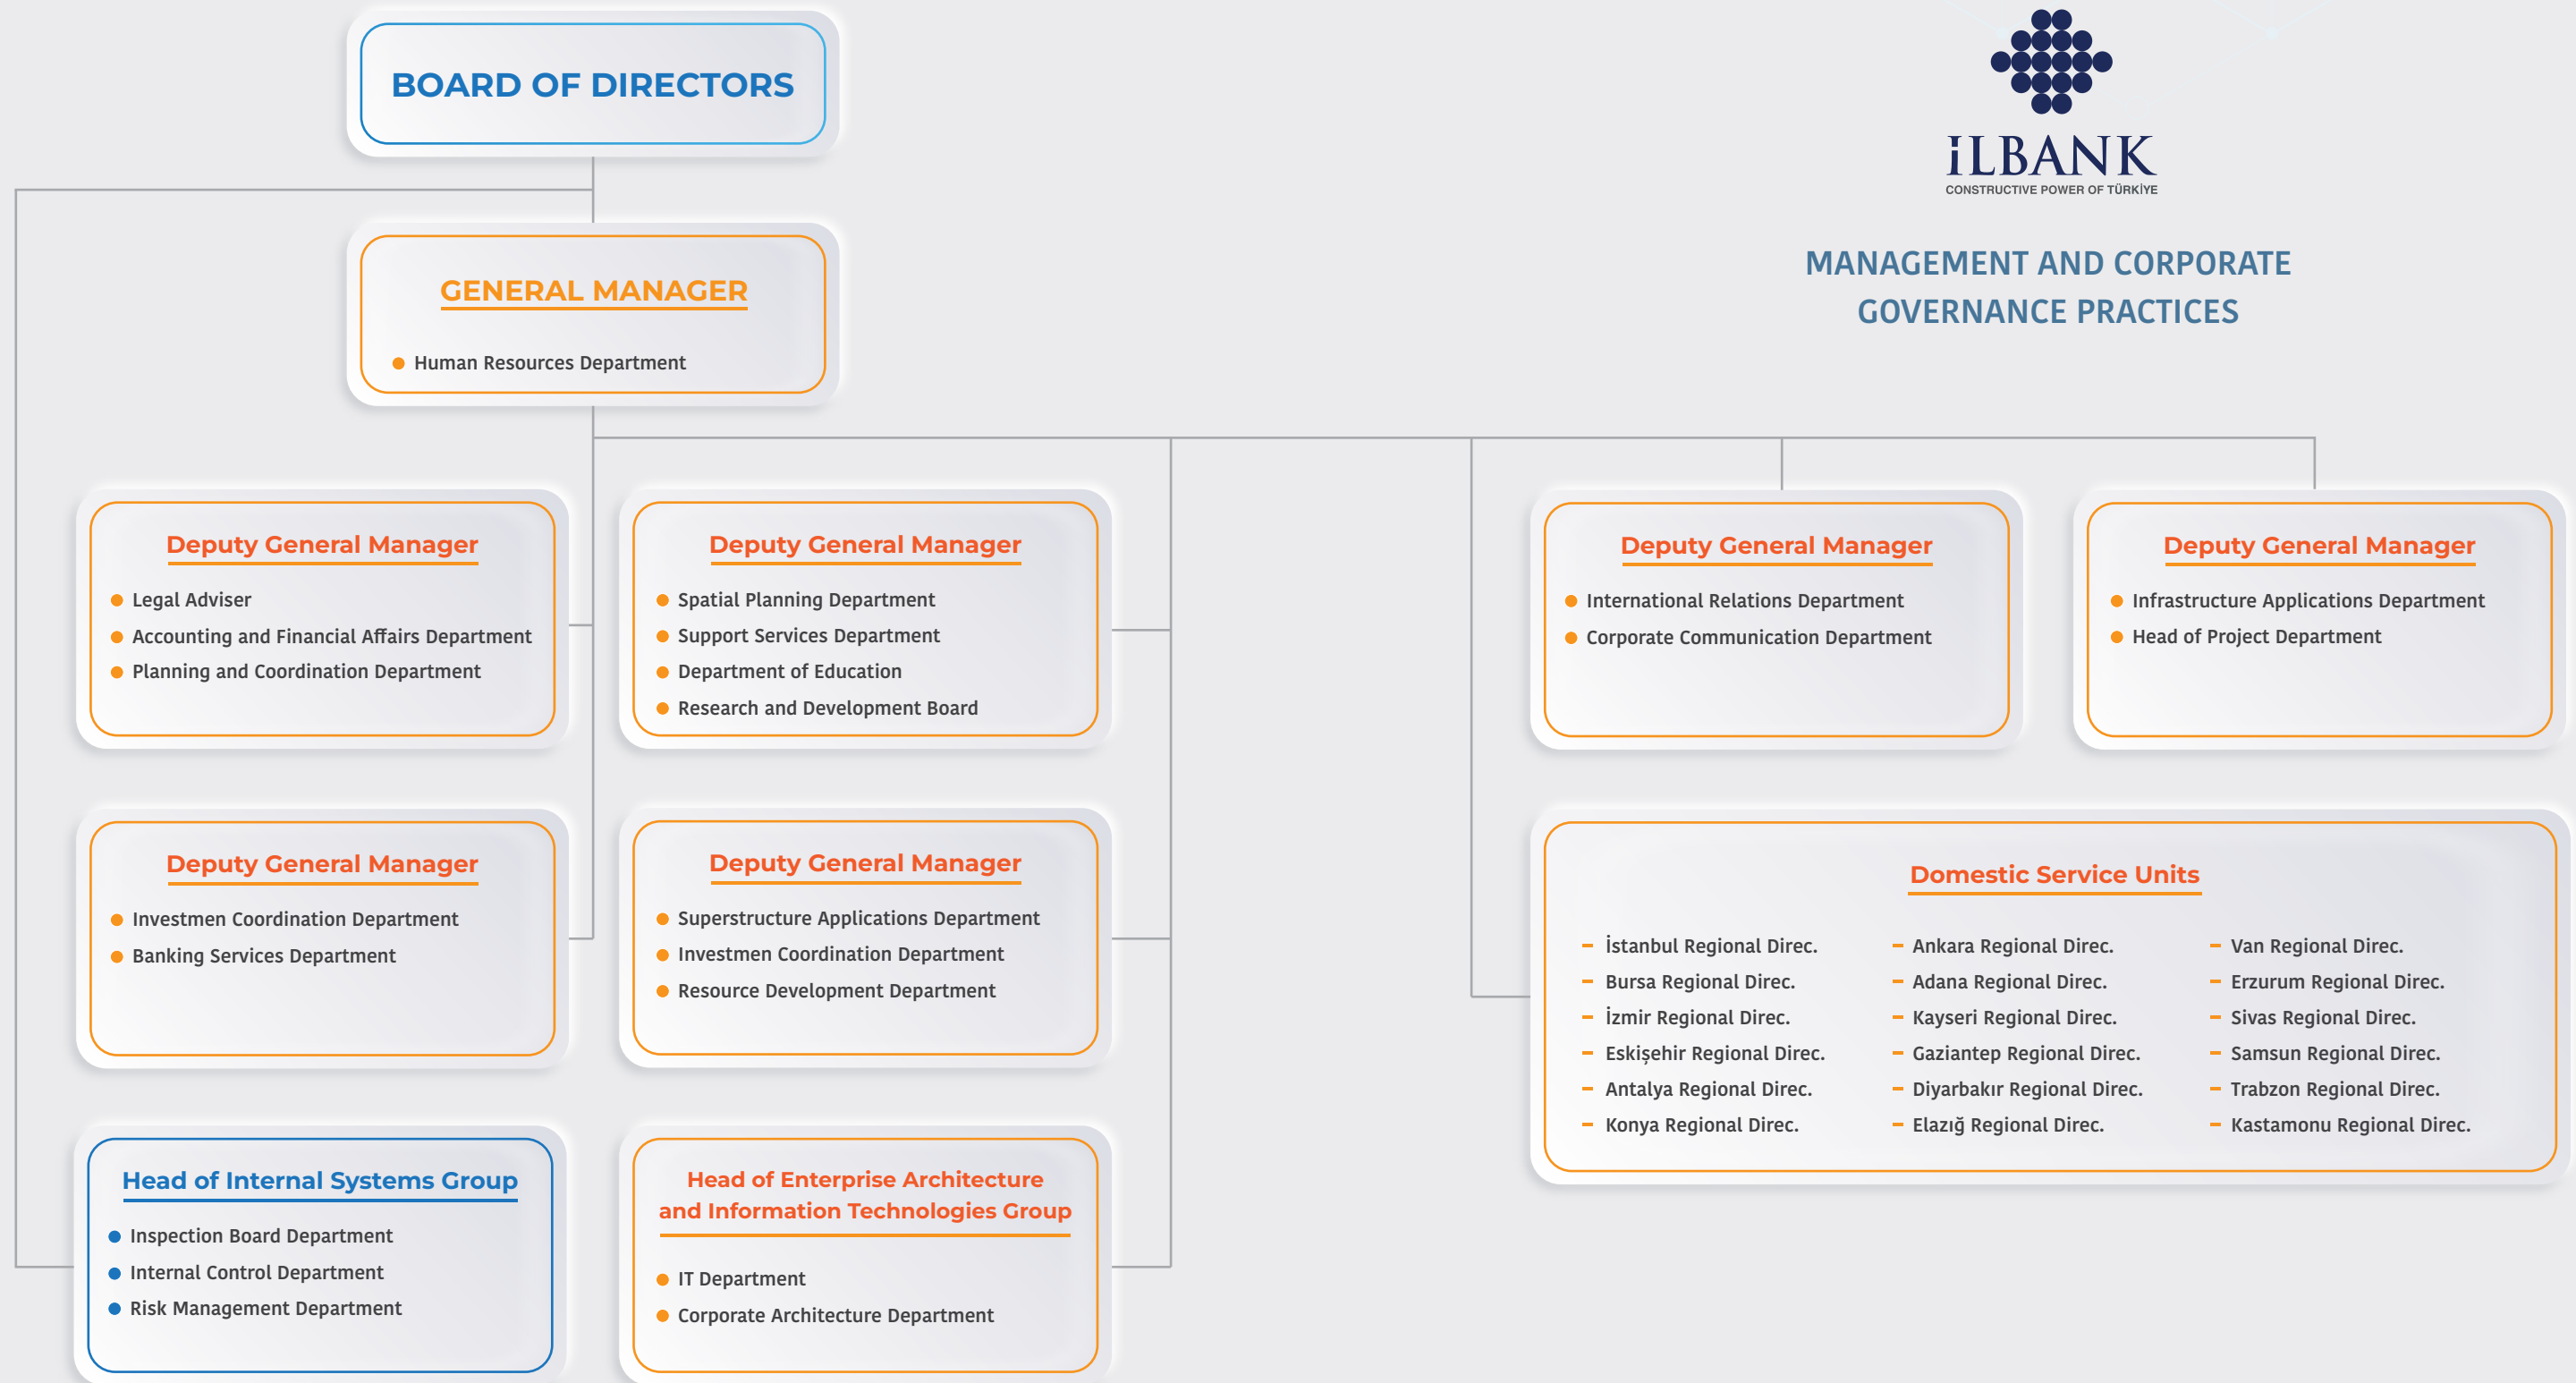 BOARD OF DIRECTORS
iLBANK
CONSTRUCTIVE POWER OF TÜRKİYE
MANAGEMENT AND CORPORATE
GOVERNANCE PRACTICES
GENERAL MANAGER
Human Resources Department
Deputy General Manager
Legal Adviser
Accounting and Financial Affairs Department
Planning and Coordination Department
Deputy General Manager
Spatial Planning Department
Support Services Department
Department of Education
Research and Development Board
Deputy General Manager
International Relations Department
Corporate Communication Department
Deputy General Manager
Infrastructure Applications Department
Head of Project Department
Deputy General Manager
Investmen Coordination Department
Banking Services Department
Deputy General Manager
Superstructure Applications Department
Investmen Coordination Department
Resource Development Department
Domestic Service Units
İstanbul Regional Direc.
Bursa Regional Direc.
İzmir Regional Direc.
Eskişehir Regional Direc.
Antalya Regional Direc.
Konya Regional Direc.
Ankara Regional Direc.
Adana Regional Direc.
Kayseri Regional Direc.
Gaziantep Regional Direc.
Diyarbakır Regional Direc.
Elazığ Regional Direc.
Van Regional Direc.
Erzurum Regional Direc.
Sivas Regional Direc.
Samsun Regional Direc.
Trabzon Regional Direc.
Kastamonu Regional Direc.
Head of Internal Systems Group
Inspection Board Department
Internal Control Department
Risk Management Department
Head of Enterprise Architecture
and Information Technologies Group
IT Department
Corporate Architecture Department